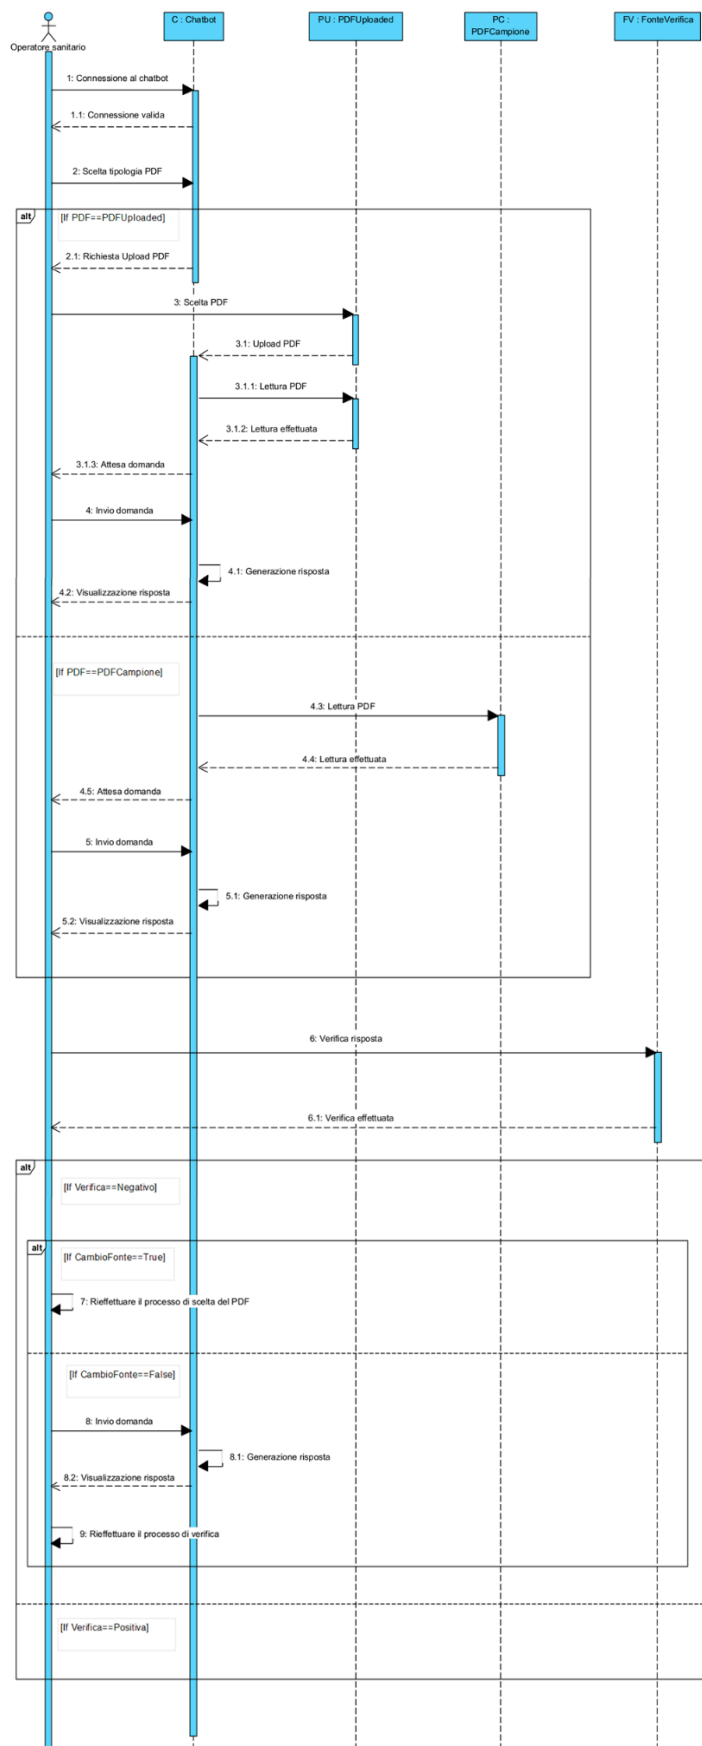 C : Chatbot
PU : PDFUploaded
PC :
PDFCampione
FV : FonteVerifica
Operatore sanitario
1: Connessione al chatbot
1.1: Connessione valida
2: Scelta tipologia PDF
alt
[If PDF==PDFUploaded]
2.1: Richiesta Upload PDF
3: Scelta PDF
3.1: Upload PDF
3.1.1: Lettura PDF
3.1.2: Lettura effettuata
3.1.3: Attesa domanda
4: Invio domanda
4.1: Generazione risposta
4.2: Visualizzazione risposta
[If PDF==PDFCampione]
4.3: Lettura PDF
4.4: Lettura effettuata
4.5: Attesa domanda
5: Invio domanda
5.1: Generazione risposta
5.2: Visualizzazione risposta
6: Verifica risposta
6.1: Verifica effettuata
alt
[If Verifica==Negativo]
alt
[If CambioFonte==True]
7: Rieffettuare il processo di scelta del PDF
[If CambioFonte==False]
8: Invio domanda
8.1: Generazione risposta
8.2: Visualizzazione risposta
9: Rieffettuare il processo di verifica
[If Verifica==Positiva]